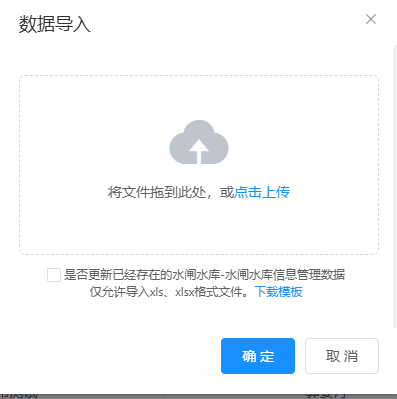 数据导入
将文件拖到此处，或点击上传
是否更新已经存在的水闸水库-水闸水库信息管理数据
仅允许导入xls、xlsx格式文件。下载模板
确 定
取 消